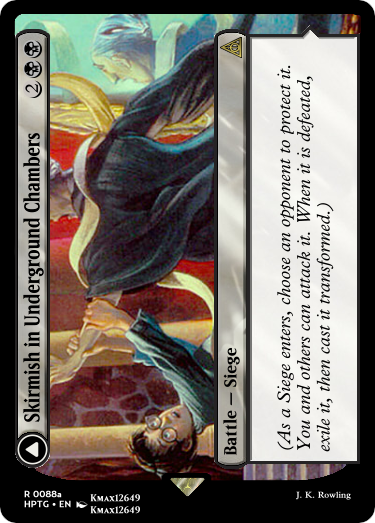 Skirmish in Underground Chambers
2
Battle — Siege
(As a Siege enters, choose an opponent to protect it.
You and others can attack it. When it is defeated,
exile it, then cast it transformed.)
R 0088a
HPTG • EN Kmax12649
Kmax12649
J. K. Rowling